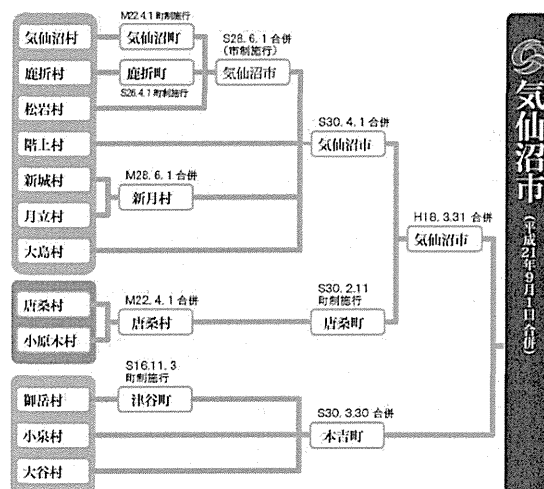 M22.4.1 町制施行
S28.6.1 合併
(市制施行)
気仙沼村
気仙沼町
鹿折村
鹿折町
気仙沼市
S26.4.1 町制施行
松岩村
S30.4.1 合併
階上村
気仙沼市
新城村
M28.6.1 合併
新月村
月立村
H18.3.31 合併
気仙沼市
大島村
唐桑村
M22.4.1 合併
S30.2.11
町制施行
唐桑村
唐桑町
小原木村
S16.11.3
町制施行
御岳村
津谷町
S30.3.30 合併
小泉村
本吉町
大谷村
気仙沼市
(平成21年9月1日合併)